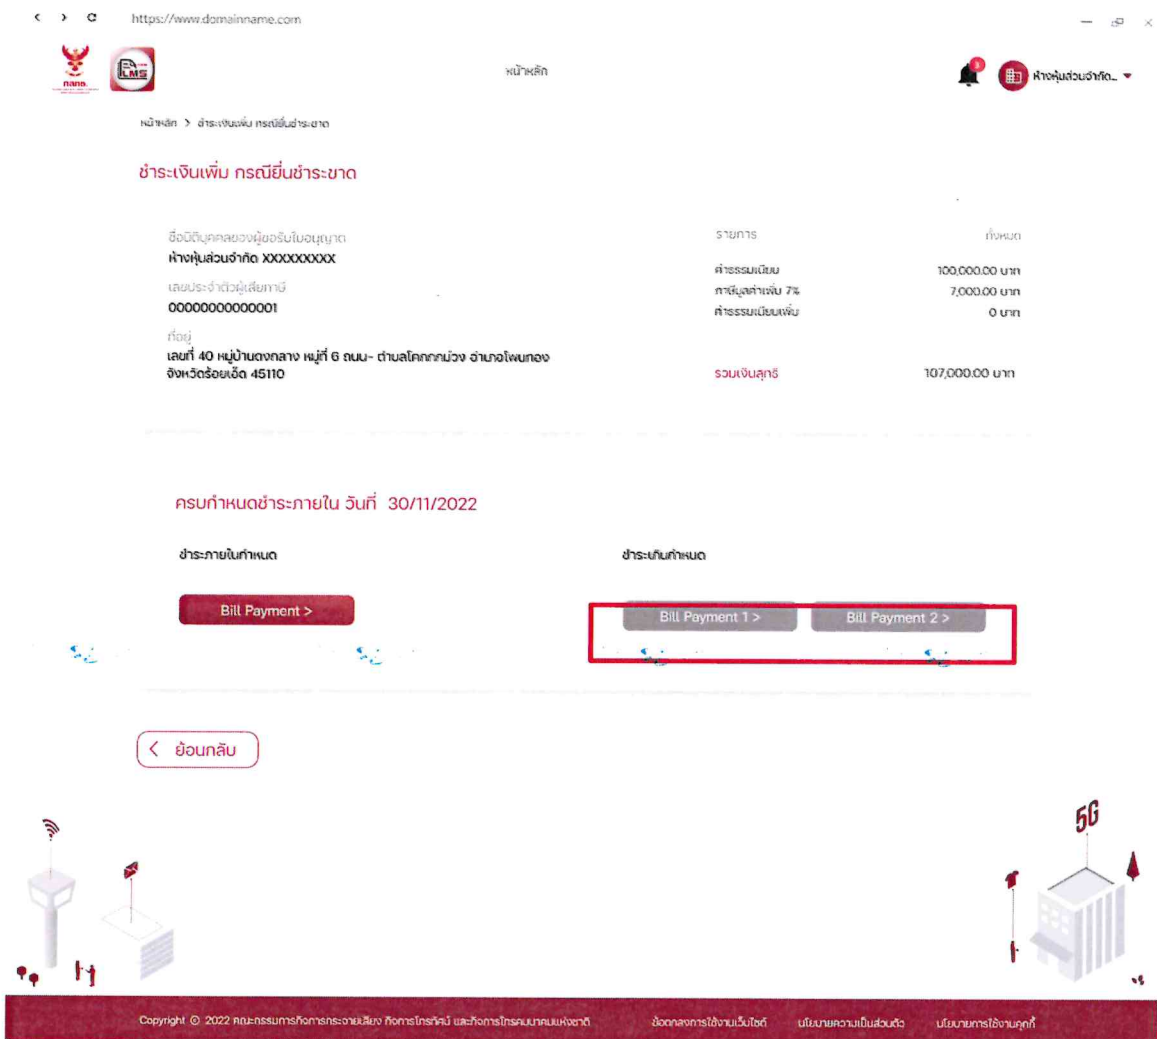 https://www.domainname.com
กสทช.
LMS
หน้าหลัก
3
ห้างหุ้นส่วนจำกัด...
หน้าหลัก > ชำระเงินเพิ่ม กรณียื่นชำระขาด
ชำระเงินเพิ่ม กรณียื่นชำระขาด
ชื่อนิติบุคคลของผู้ขอรับใบอนุญาต
ห้างหุ้นส่วนจำกัด XXXXXXXXX
เลขประจำตัวผู้เสียภาษี
00000000000001
ที่อยู่
เลขที่ 40 หมู่บ้านดงกลาง หมู่ที่ 6 ถนน- ตำบลโคกกกม่วง อำเภอโพนทอง
จังหวัดร้อยเอ็ด 45110
รายการ ทั้งหมด
ค่าธรรมเนียม 100,000.00 บาท
ภาษีมูลค่าเพิ่ม 7% 7,000.00 บาท
ค่าธรรมเนียมเพิ่ม 0 บาท
รวมเงินสุทธิ 107,000.00 บาท
ครบกำหนดชำระภายใน วันที่ 30/11/2022
ชำระภายในกำหนด ชำระเกินกำหนด
Bill Payment > Bill Payment 1 > Bill Payment 2 >
< ย้อนกลับ
5G
Copyright © 2022 คณะกรรมการกิจการกระจายเสียง กิจการโทรทัศน์ และกิจการโทรคมนาคมแห่งชาติ ข้อตกลงการใช้งานเว็บไซต์ นโยบายความเป็นส่วนตัว นโยบายการใช้งานคุกกี้